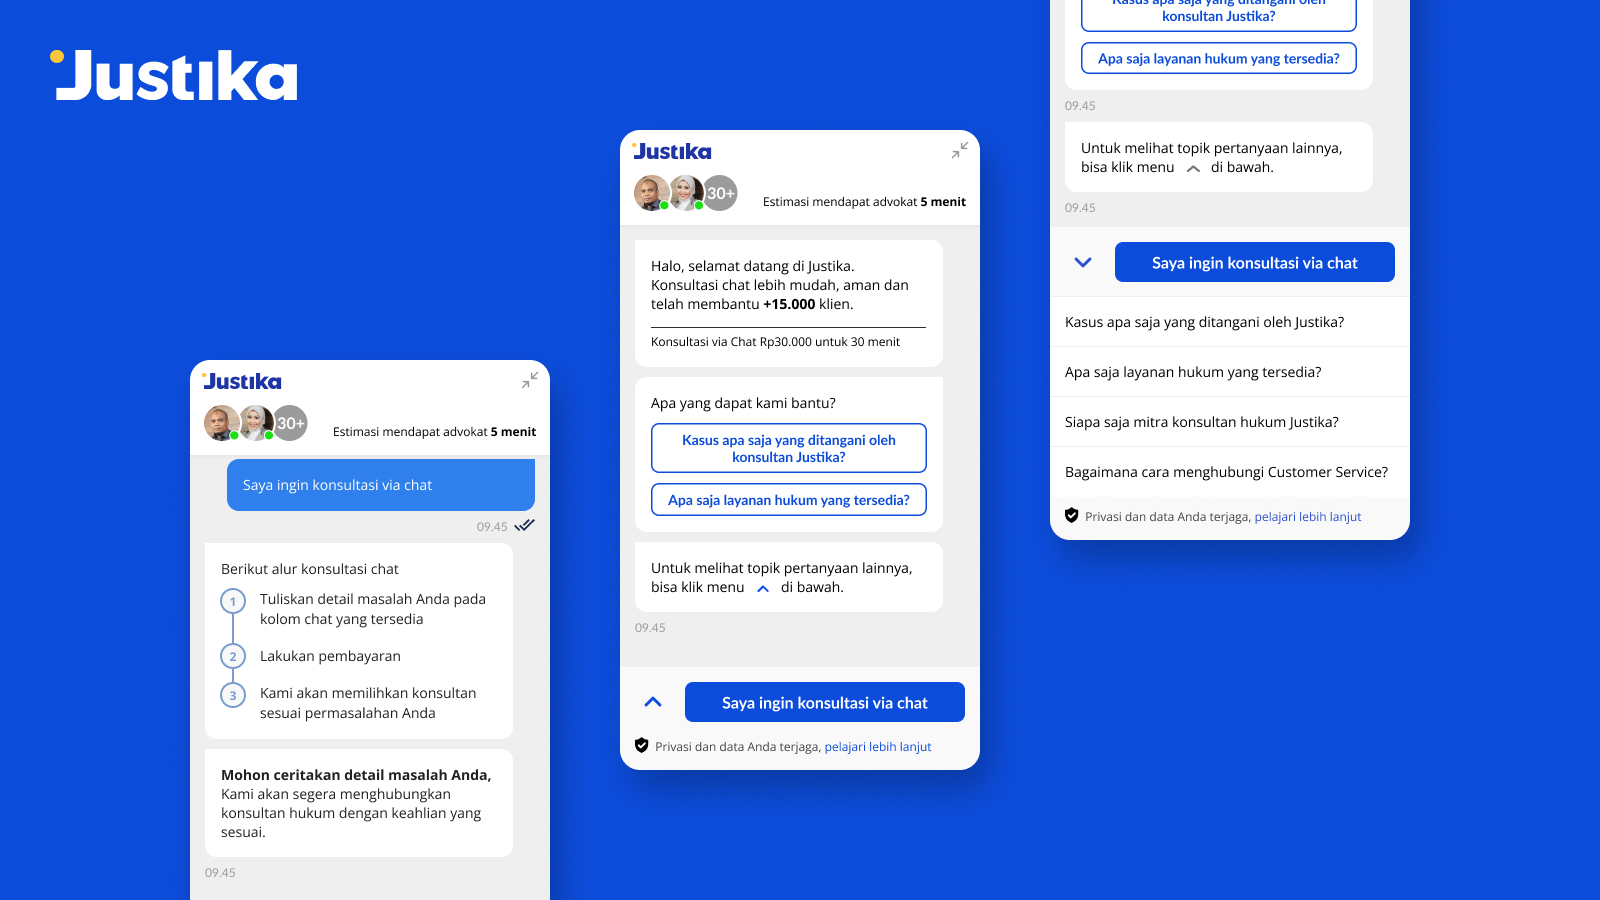 Justika
Justika
30+
Estimasi mendapat advokat 5 menit
Saya ingin konsultasi via chat
09.45
Berikut alur konsultasi chat
1
Tuliskan detail masalah Anda pada
kolom chat yang tersedia
2
Lakukan pembayaran
3
Kami akan memilihkan konsultan
sesuai permasalahan Anda
Mohon ceritakan detail masalah Anda,
Kami akan segera menghubungkan
konsultan hukum dengan keahlian yang
sesuai.
09.45
Justika
30+
Estimasi mendapat advokat 5 menit
Halo, selamat datang di Justika.
Konsultasi chat lebih mudah, aman dan
telah membantu +15.000 klien.
Konsultasi via Chat Rp30.000 untuk 30 menit
Apa yang dapat kami bantu?
Kasus apa saja yang ditangani oleh
konsultan Justika?
Apa saja layanan hukum yang tersedia?
Untuk melihat topik pertanyaan lainnya,
bisa klik menu di bawah.
09.45
Saya ingin konsultasi via chat
Privasi dan data Anda terjaga, pelajari lebih lanjut
Kasus apa saja yang ditangani oleh
konsultan Justika?
Apa saja layanan hukum yang tersedia?
09.45
Untuk melihat topik pertanyaan lainnya,
bisa klik menu di bawah.
09.45
Saya ingin konsultasi via chat
Kasus apa saja yang ditangani oleh Justika?
Apa saja layanan hukum yang tersedia?
Siapa saja mitra konsultan hukum Justika?
Bagaimana cara menghubungi Customer Service?
Privasi dan data Anda terjaga, pelajari lebih lanjut